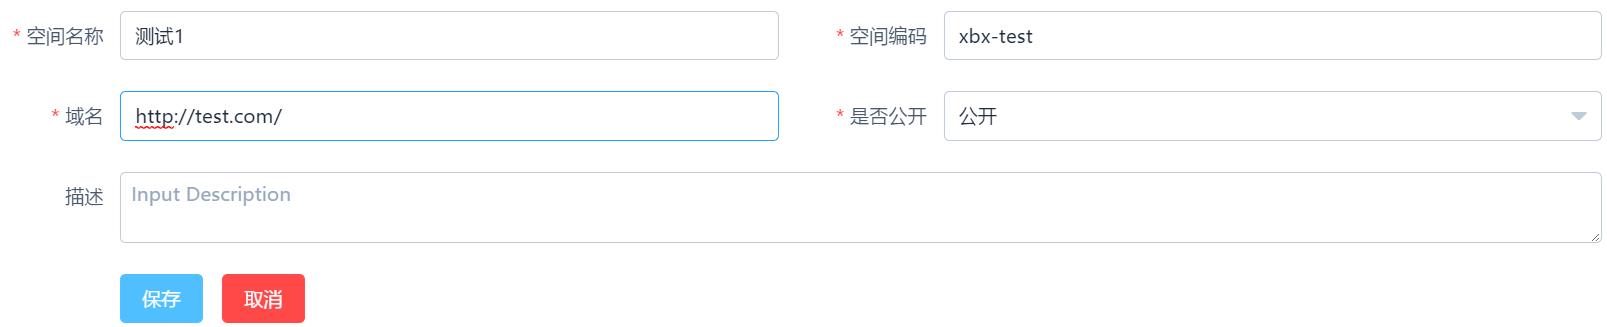 * 空间名称 测试1 * 空间编码 xbx-test
* 域名 http://test.com/ * 是否公开 公开
描述 Input Description
保存 取消